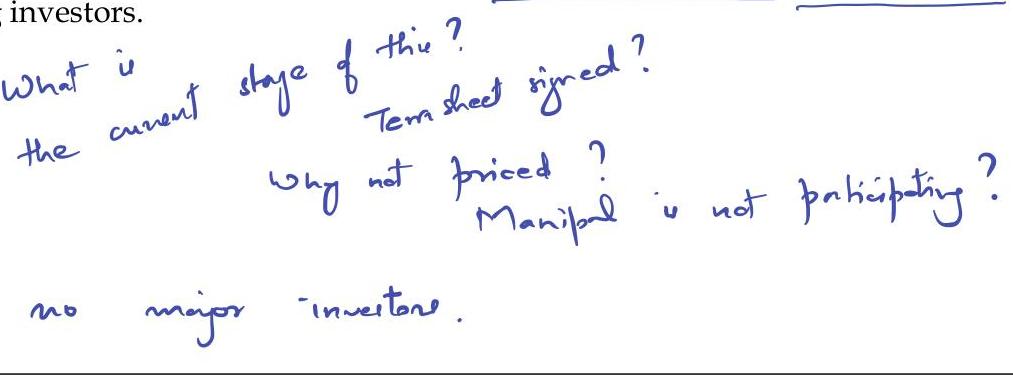 investors.
What is
the current stage of this?
Term sheet signed?
Why not priced?
Manipal is not participating?
no major investors.